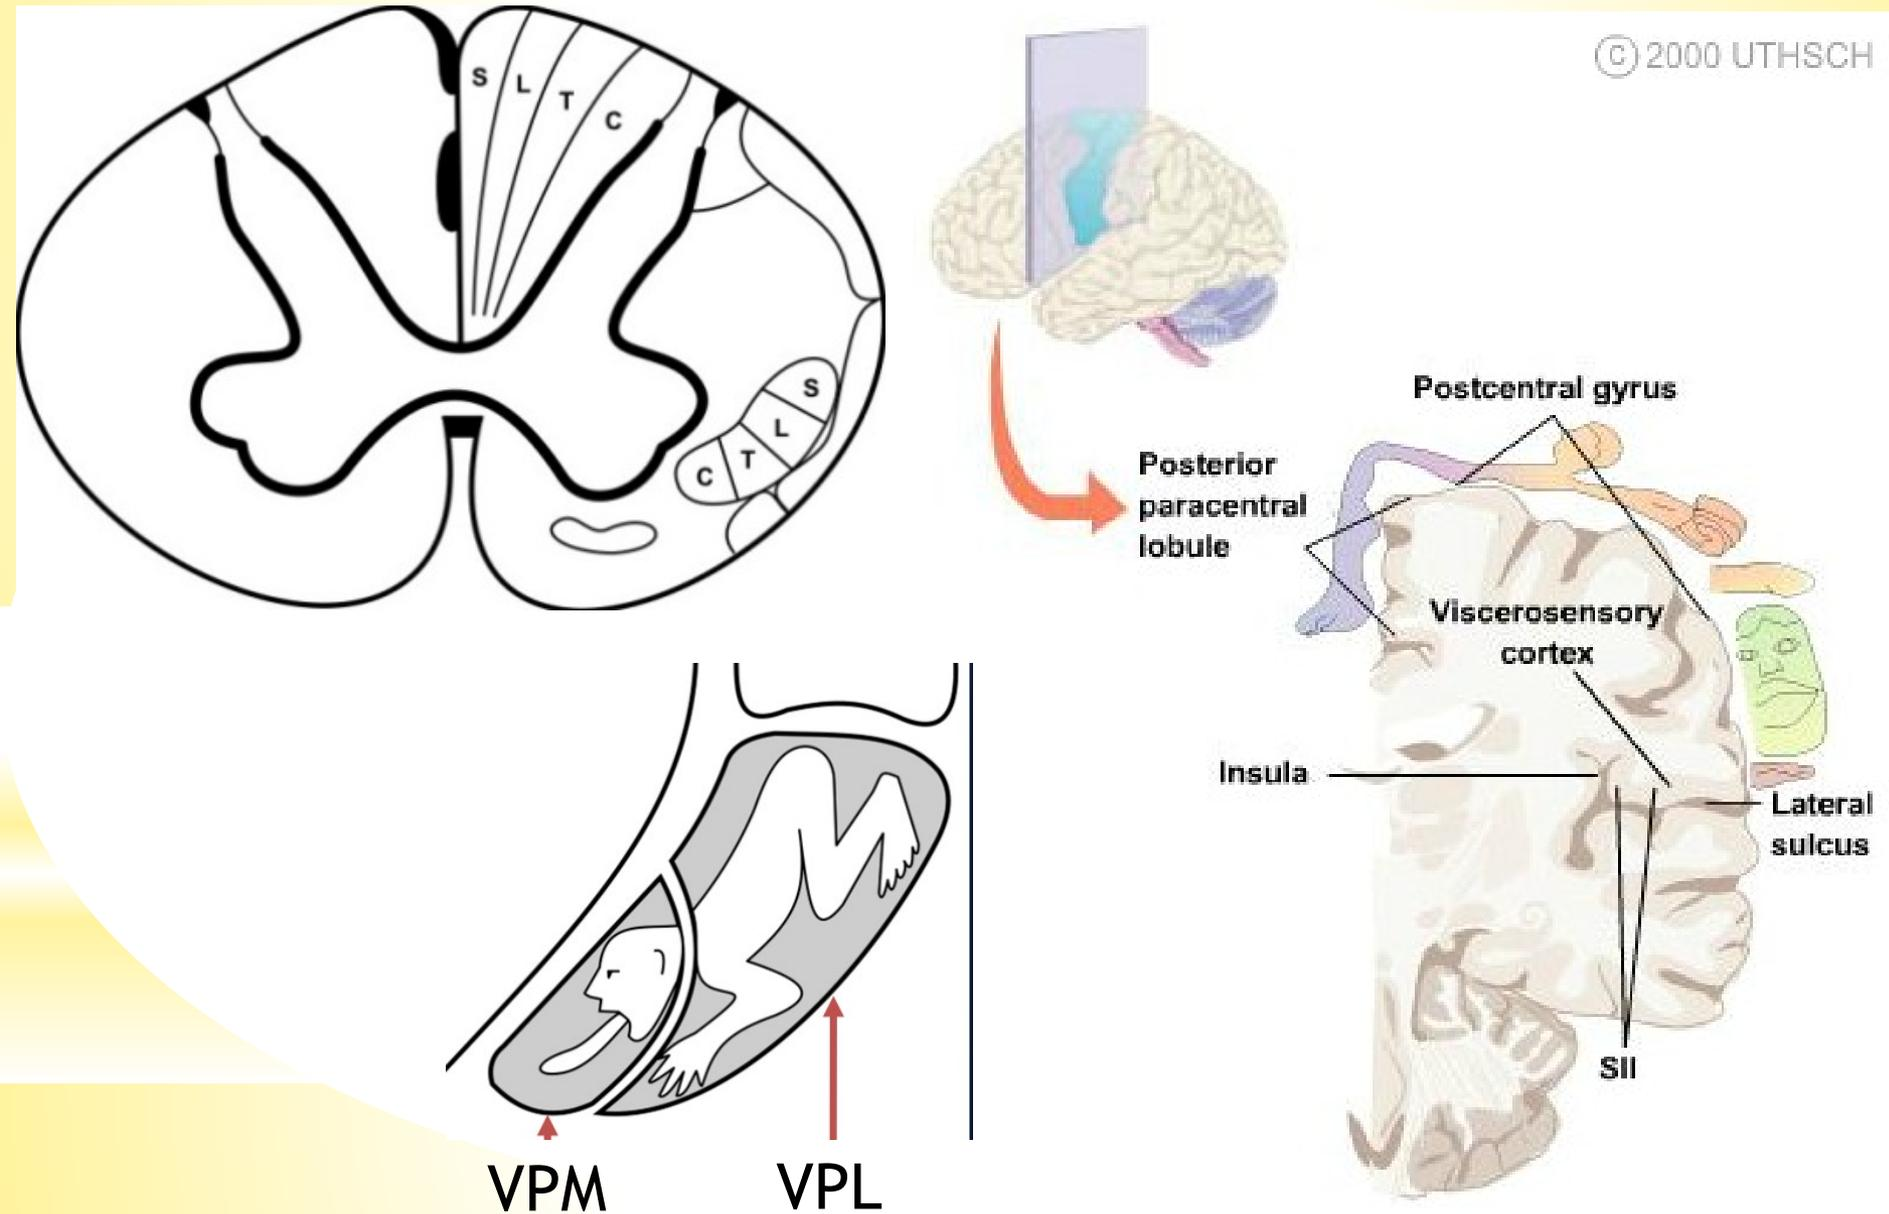 S
L
T
C
S
L
T
C
© 2000 UTHSCH
Postcentral gyrus
Posterior
paracentral
lobule
Viscerosensory
cortex
Insula
Lateral
sulcus
SII
VPM
VPL